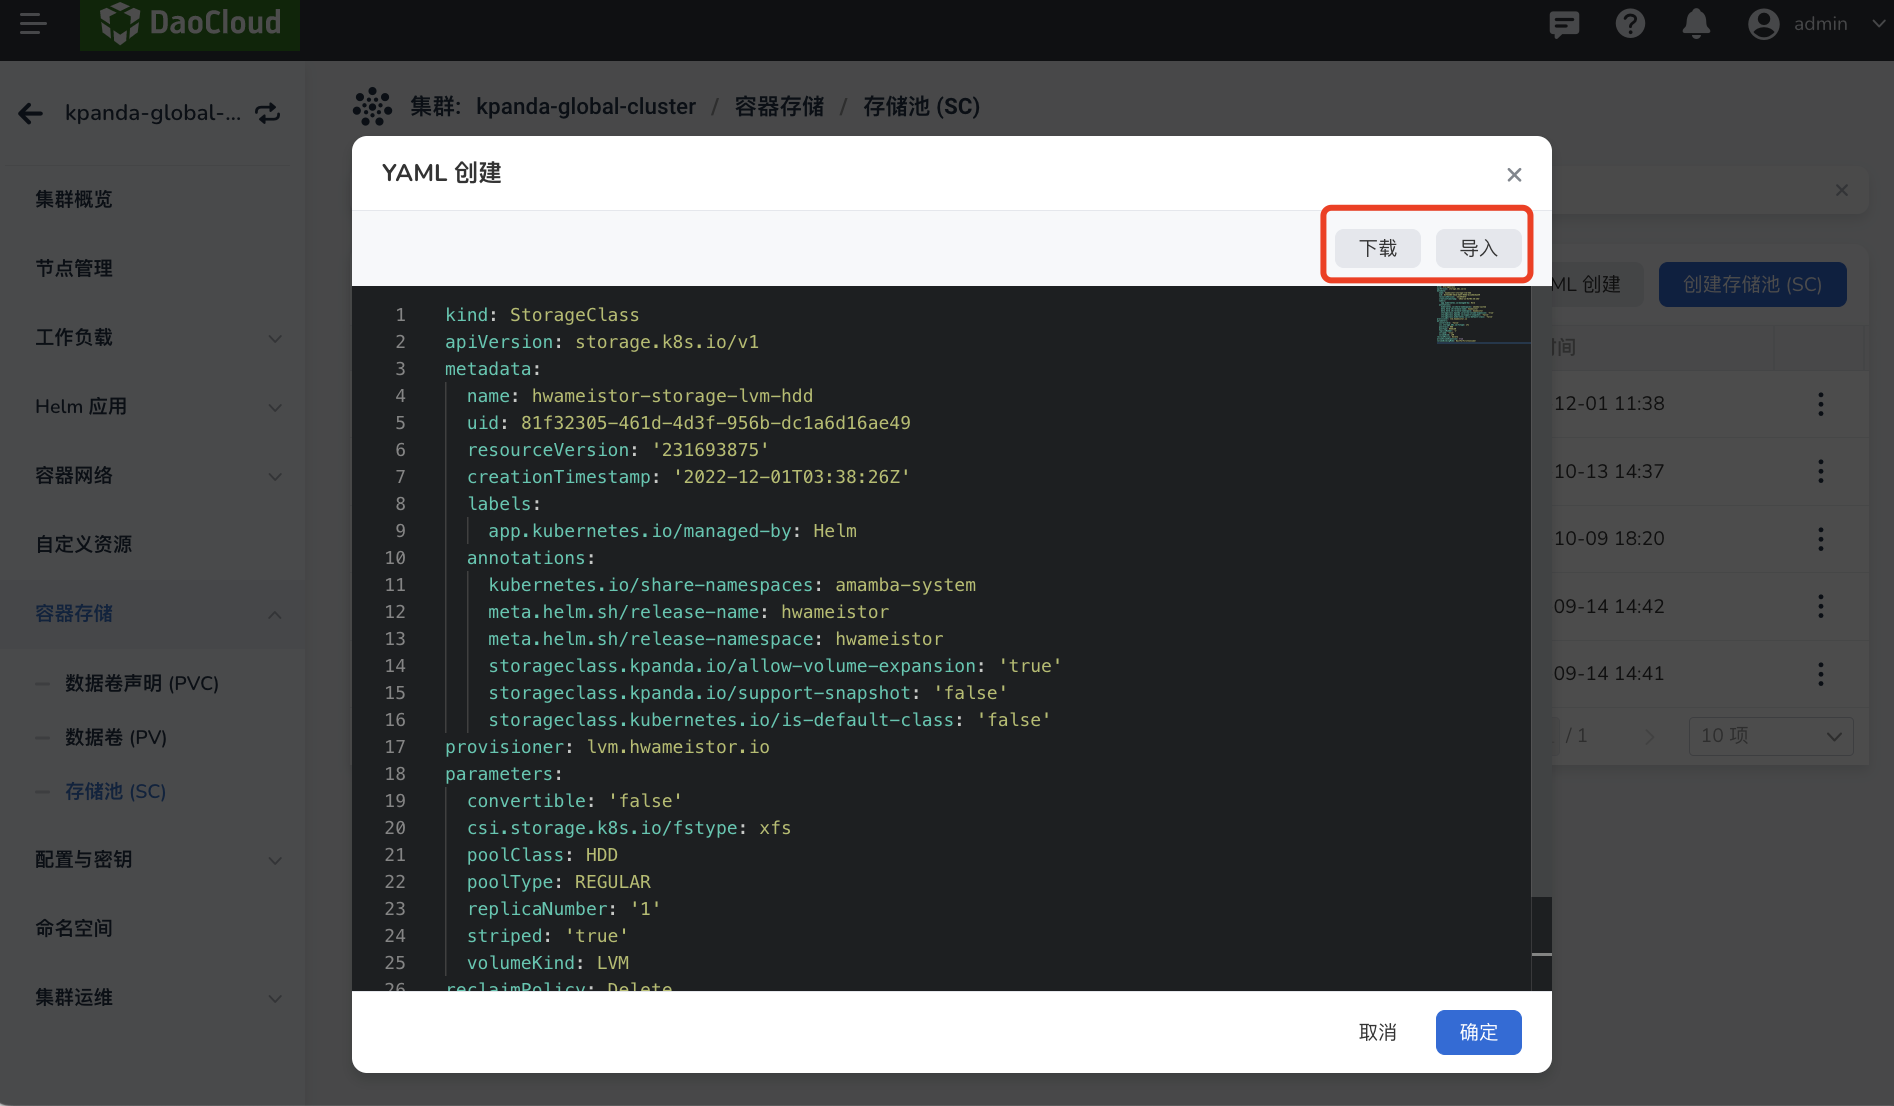 DaoCloud
admin
kpanda-global-...
集群: kpanda-global-cluster / 容器存储 / 存储池 (SC)
集群概览
节点管理
工作负载
Helm 应用
容器网络
自定义资源
容器存储
数据卷声明 (PVC)
数据卷 (PV)
存储池 (SC)
配置与密钥
命名空间
集群运维
YAML 创建
下载
导入
1 kind: StorageClass
2 apiVersion: storage.k8s.io/v1
3 metadata:
4 name: hwameistor-storage-lvm-hdd
5 uid: 81f32305-461d-4d3f-956b-dc1a6d16ae49
6 resourceVersion: '231693875'
7 creationTimestamp: '2022-12-01T03:38:26Z'
8 labels:
9 app.kubernetes.io/managed-by: Helm
10 annotations:
11 kubernetes.io/share-namespaces: amamba-system
12 meta.helm.sh/release-name: hwameistor
13 meta.helm.sh/release-namespace: hwameistor
14 storageclass.kpanda.io/allow-volume-expansion: 'true'
15 storageclass.kpanda.io/support-snapshot: 'false'
16 storageclass.kubernetes.io/is-default-class: 'false'
17 provisioner: lvm.hwameistor.io
18 parameters:
19 convertible: 'false'
20 csi.storage.k8s.io/fstype: xfs
21 poolClass: HDD
22 poolType: REGULAR
23 replicaNumber: '1'
24 striped: 'true'
25 volumeKind: LVM
26 reclaimPolicy: Delete
取消
确定
ML 创建
创建存储池 (SC)
间
12-01 11:38
10-13 14:37
10-09 18:20
09-14 14:42
09-14 14:41
/ 1
10 项